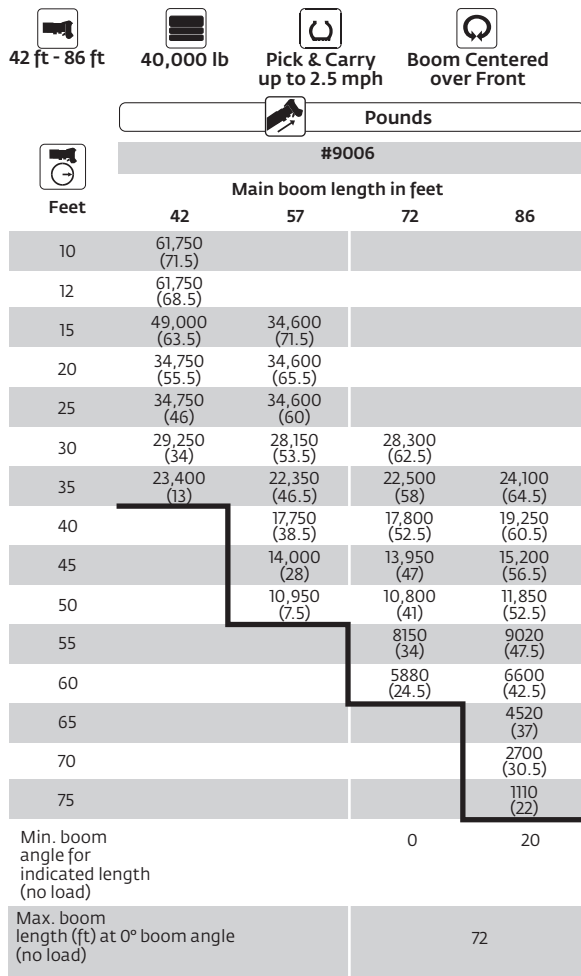 42 ft - 86 ft 40,000 lb Pick & Carry Boom Centered
up to 2.5 mph over Front
Pounds
#9006
Main boom length in feet
Feet 42 57 72 86
10 61,750
(71.5)
12 61,750
(68.5)
15 49,000 34,600
(63.5) (71.5)
20 34,750 34,600
(55.5) (65.5)
25 34,750 34,600
(46) (60)
30 29,250 28,150 28,300
(34) (53.5) (62.5)
35 23,400 22,350 22,500 24,100
(13) (46.5) (58) (64.5)
40 17,750 17,800 19,250
(38.5) (52.5) (60.5)
45 14,000 13,950 15,200
(28) (47) (56.5)
50 10,950 10,800 11,850
(7.5) (41) (52.5)
55 8150 9020
(34) (47.5)
60 5880 6600
(24.5) (42.5)
65 4520
(37)
70 2700
(30.5)
75 1110
(22)
Min. boom 0 20
angle for
indicated length
(no load)
Max. boom
length (ft) at 0° boom angle 72
(no load)